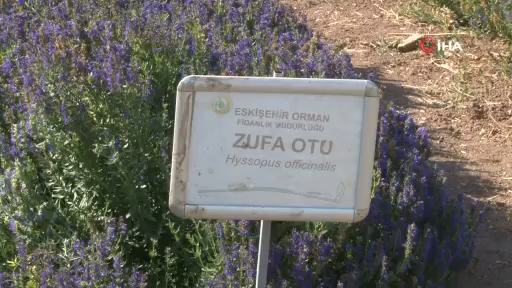 İHA
ESKİŞEHİR ORMAN
FİDANLIK MÜDÜRLÜĞÜ
ZUFA OTU
Hyssopus officinalis